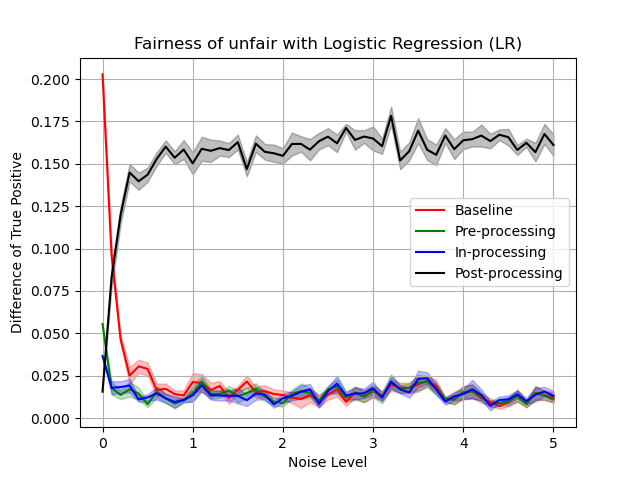 Fairness of unfair with Logistic Regression (LR)
Difference of True Positive
0.200
0.175
0.150
0.125
0.100
0.075
0.050
0.025
0.000
Baseline
Pre-processing
In-processing
Post-processing
0 1 2 3 4 5
Noise Level